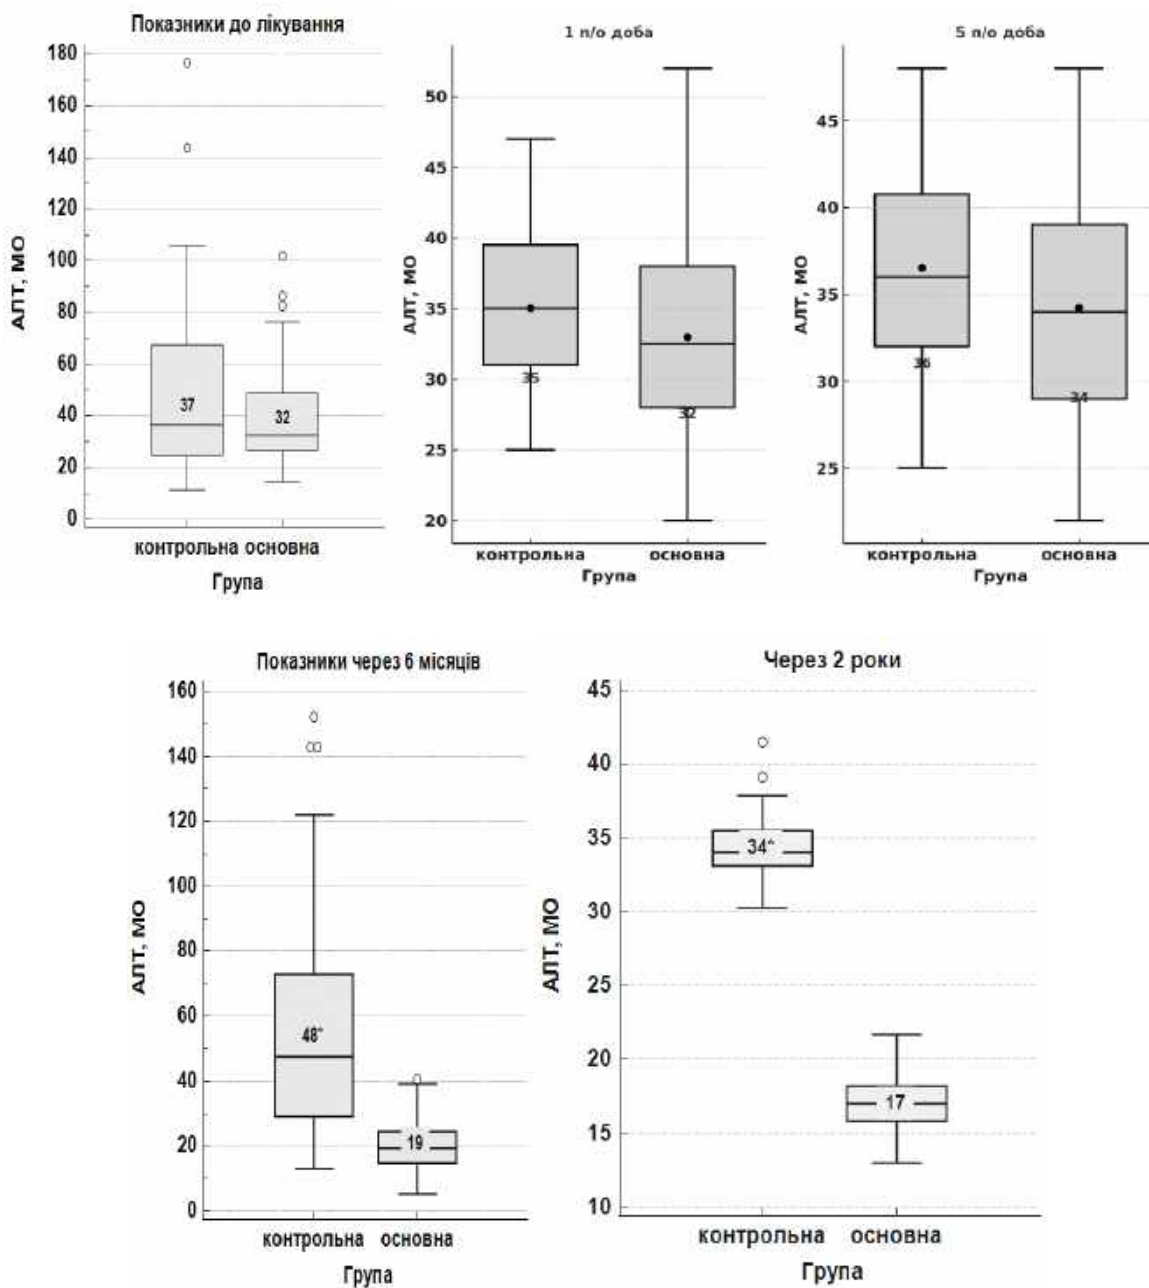 Показники до лікування
180
160
140
120
100
80
60
40
20
0
АЛТ, МО
37
32
контрольна основна
Група
1 п/о доба
50
45
40
35
30
25
20
АЛТ, МО
35
32
контрольна основна
Група
5 п/о доба
45
40
35
30
25
АЛТ, МО
36
34
контрольна основна
Група
Показники через 6 місяців
160
140
120
100
80
60
40
20
0
АЛТ, МО
48*
19
контрольна основна
Група
Через 2 роки
45
40
35
30
25
20
15
10
АЛТ, МО
34^
17
контрольна основна
Група